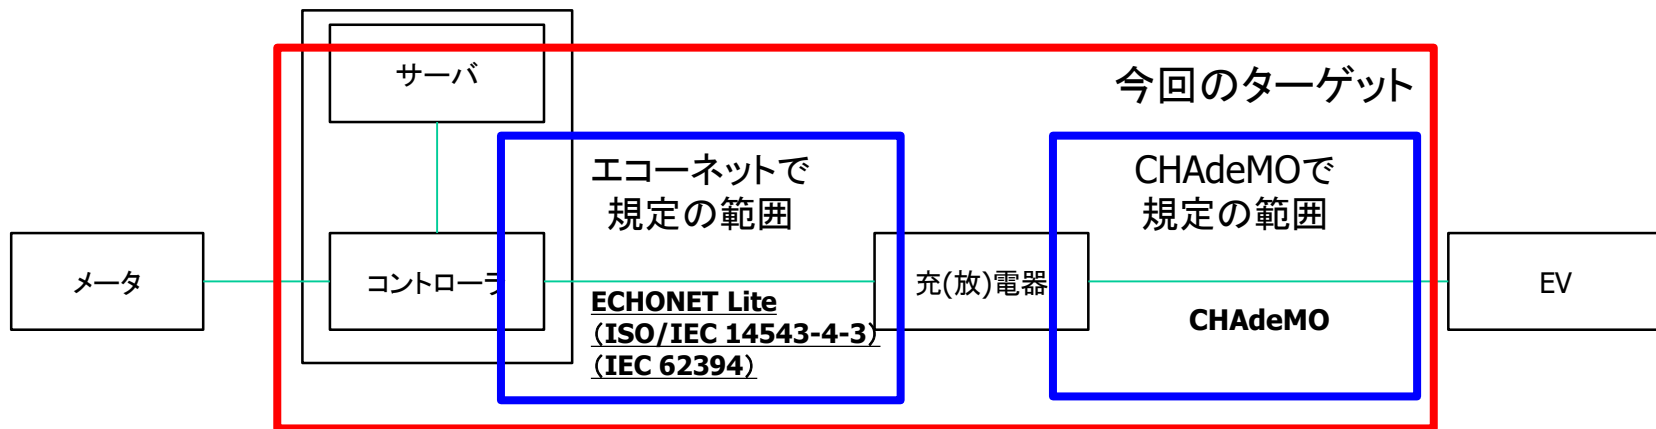 サーバ
今回のターゲット
エコーネットで
規定の範囲
CHAdeMOで
規定の範囲
メータ
コントローラ
充(放)電器
EV
ECHONET Lite
（ISO/IEC 14543-4-3）
（IEC 62394）
CHAdeMO